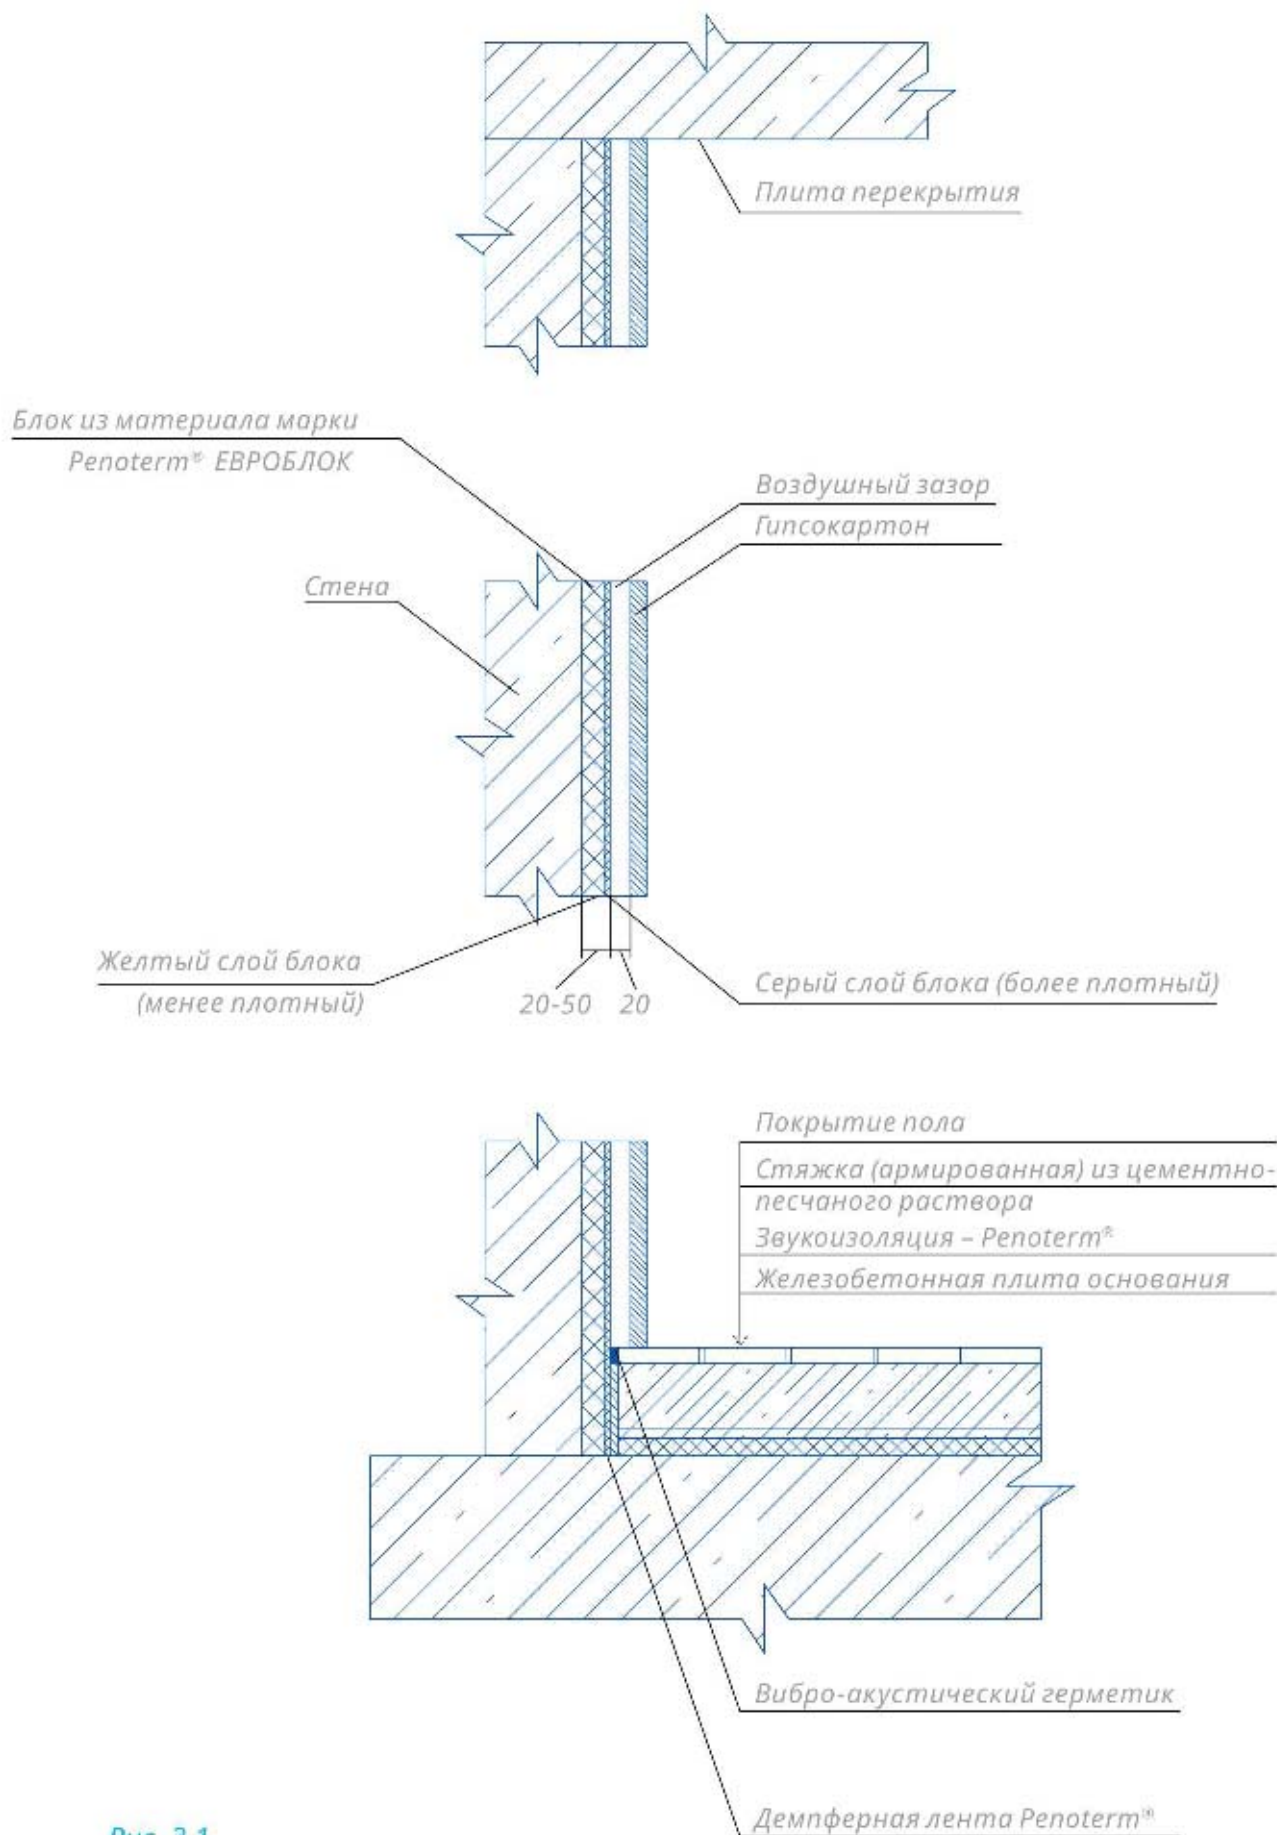 Плита перекрытия
Блок из материала марки
Penoterm® ЕВРОБЛОК
Воздушный зазор
Гипсокартон
Стена
Желтый слой блока
(менее плотный)
20-50 20
Серый слой блока (более плотный)
Покрытие пола
Стяжка (армированная) из цементно-
песчаного раствора
Звукоизоляция – Penoterm®
Железобетонная плита основания
Вибро-акустический герметик
Демпферная лента Penoterm®